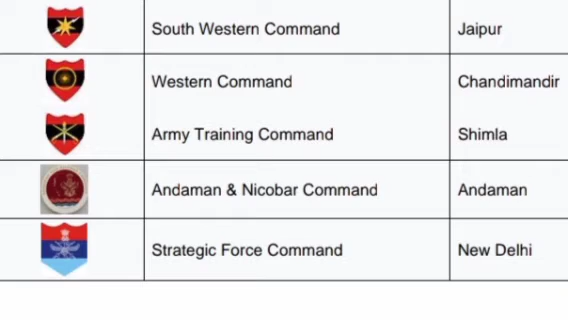 South Western Command Jaipur
Western Command Chandimandir
Army Training Command Shimla
Andaman & Nicobar Command Andaman
Strategic Force Command New Delhi